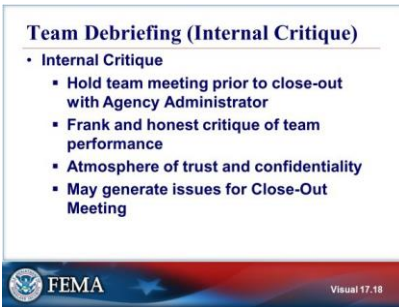 Team Debriefing (Internal Critique)
• Internal Critique
▪ Hold team meeting prior to close-out
with Agency Administrator
▪ Frank and honest critique of team
performance
▪ Atmosphere of trust and confidentiality
▪ May generate issues for Close-Out
Meeting
FEMA
Visual 17.18